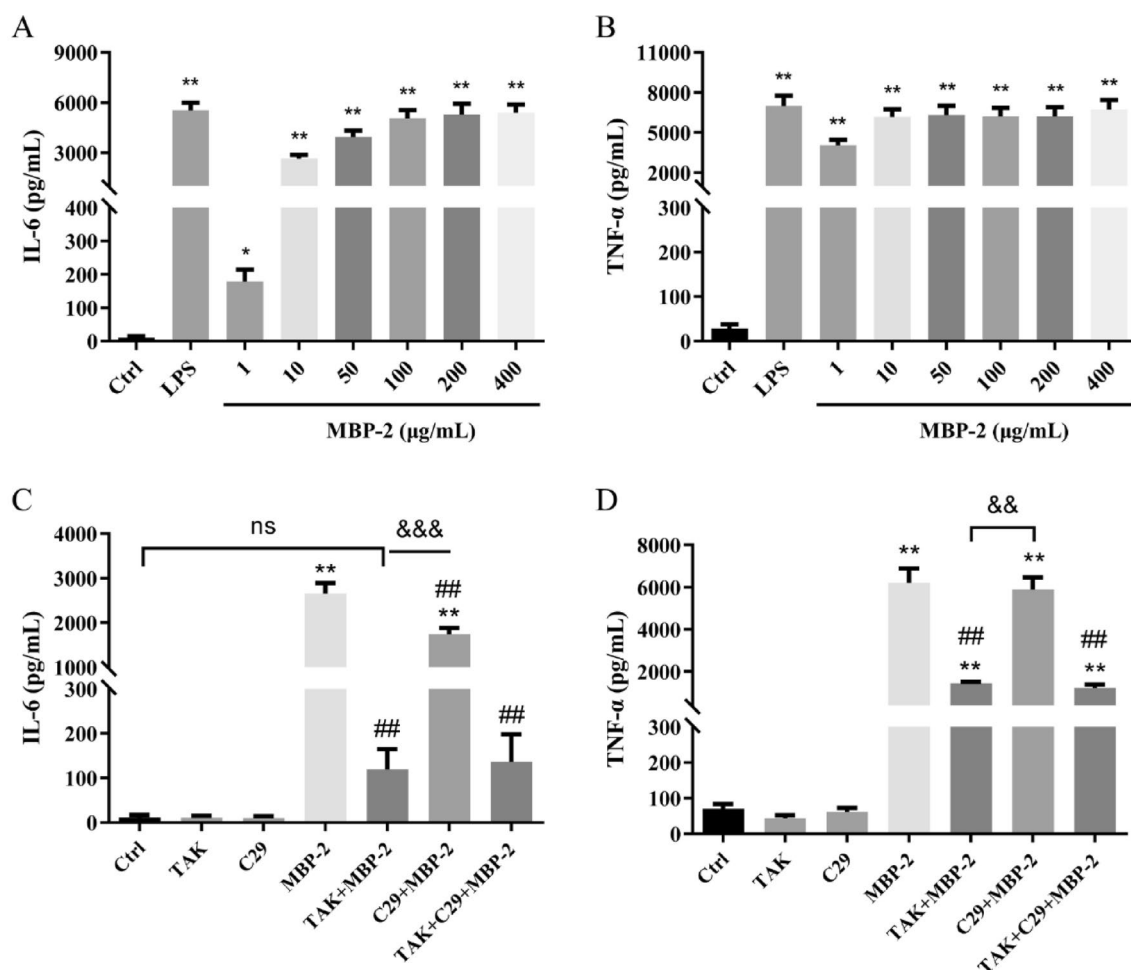 A
B
IL-6 (pg/mL)
9000
6000
3000
400
300
200
100
0
**
*
**
**
**
**
**
Ctrl
LPS
1
10
50
100
200
400
MBP-2 (μg/mL)
TNF-α (pg/mL)
11000
8000
5000
2000
300
200
100
0
**
**
**
**
**
**
**
Ctrl
LPS
1
10
50
100
200
400
MBP-2 (μg/mL)
C
D
IL-6 (pg/mL)
4000
3000
2000
1000
300
200
100
0
ns
&&&
**
##
##
**
##
Ctrl
TAK
C29
MBP-2
TAK+MBP-2
C29+MBP-2
TAK+C29+MBP-2
TNF-α (pg/mL)
8000
6000
4000
2000
300
200
100
0
&&
**
##
**
**
##
**
Ctrl
TAK
C29
MBP-2
TAK+MBP-2
C29+MBP-2
TAK+C29+MBP-2